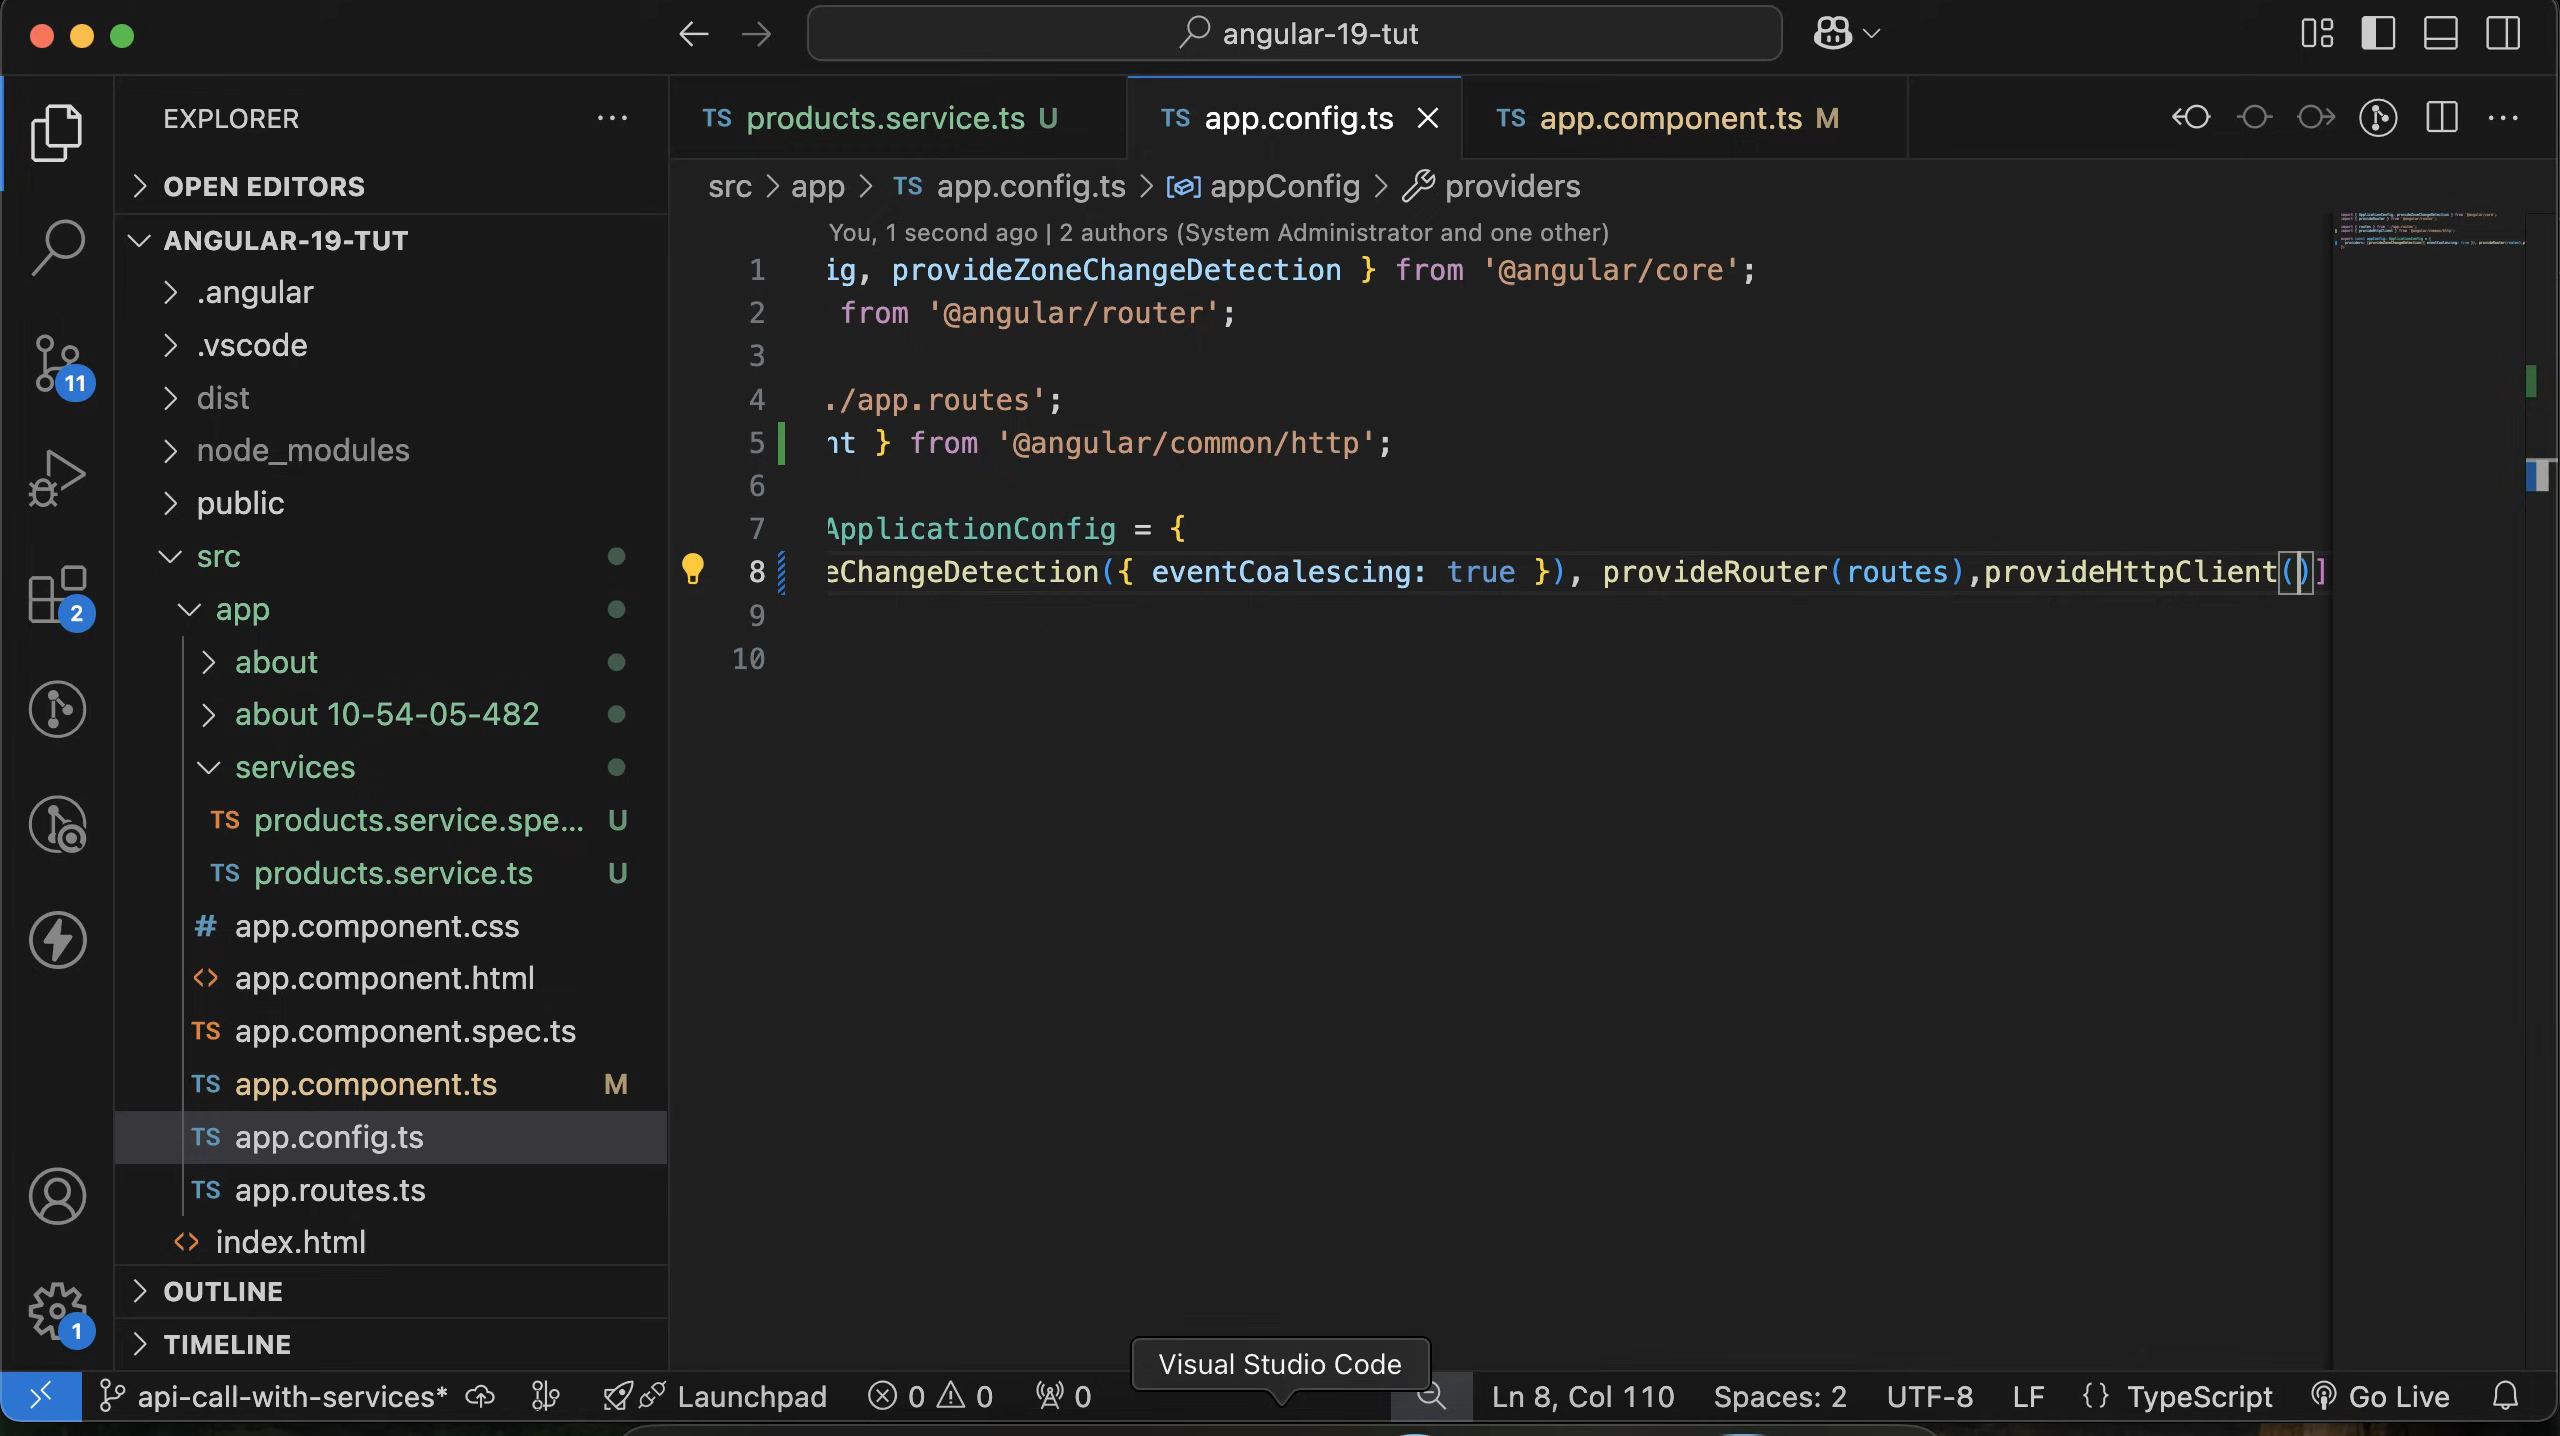 angular-19-tut
EXPLORER
TS products.service.ts U
TS app.config.ts
TS app.component.ts M
OPEN EDITORS
src > app > TS app.config.ts > appConfig > providers
You, 1 second ago | 2 authors (System Administrator and one other)
ANGULAR-19-TUT
.angular
.vscode
dist
node_modules
public
src
app
about
about 10-54-05-482
services
TS products.service.spe... U
TS products.service.ts U
# app.component.css
<> app.component.html
TS app.component.spec.ts
TS app.component.ts M
TS app.config.ts
TS app.routes.ts
<> index.html
OUTLINE
TIMELINE
1 ig, provideZoneChangeDetection } from '@angular/core';
2 from '@angular/router';
3
4 ./app.routes';
5 nt } from '@angular/common/http';
6
7 ApplicationConfig = {
8 eChangeDetection({ eventCoalescing: true }), provideRouter(routes),provideHttpClient()]
9
10
11
2
1
Visual Studio Code
api-call-with-services*
Launchpad
0
0
0
Ln 8, Col 110
Spaces: 2
UTF-8
LF
{} TypeScript
Go Live